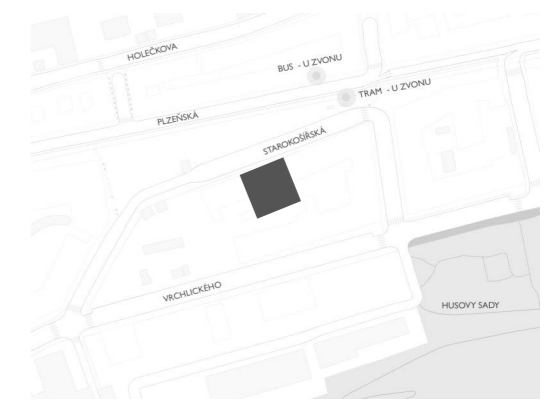 HOLEČKOVA
BUS - U ZVONU
TRAM - U ZVONU
PLZEŇSKÁ
STAROKOŠÍŘSKÁ
VRCHLICKÉHO
HUSOVY SADY